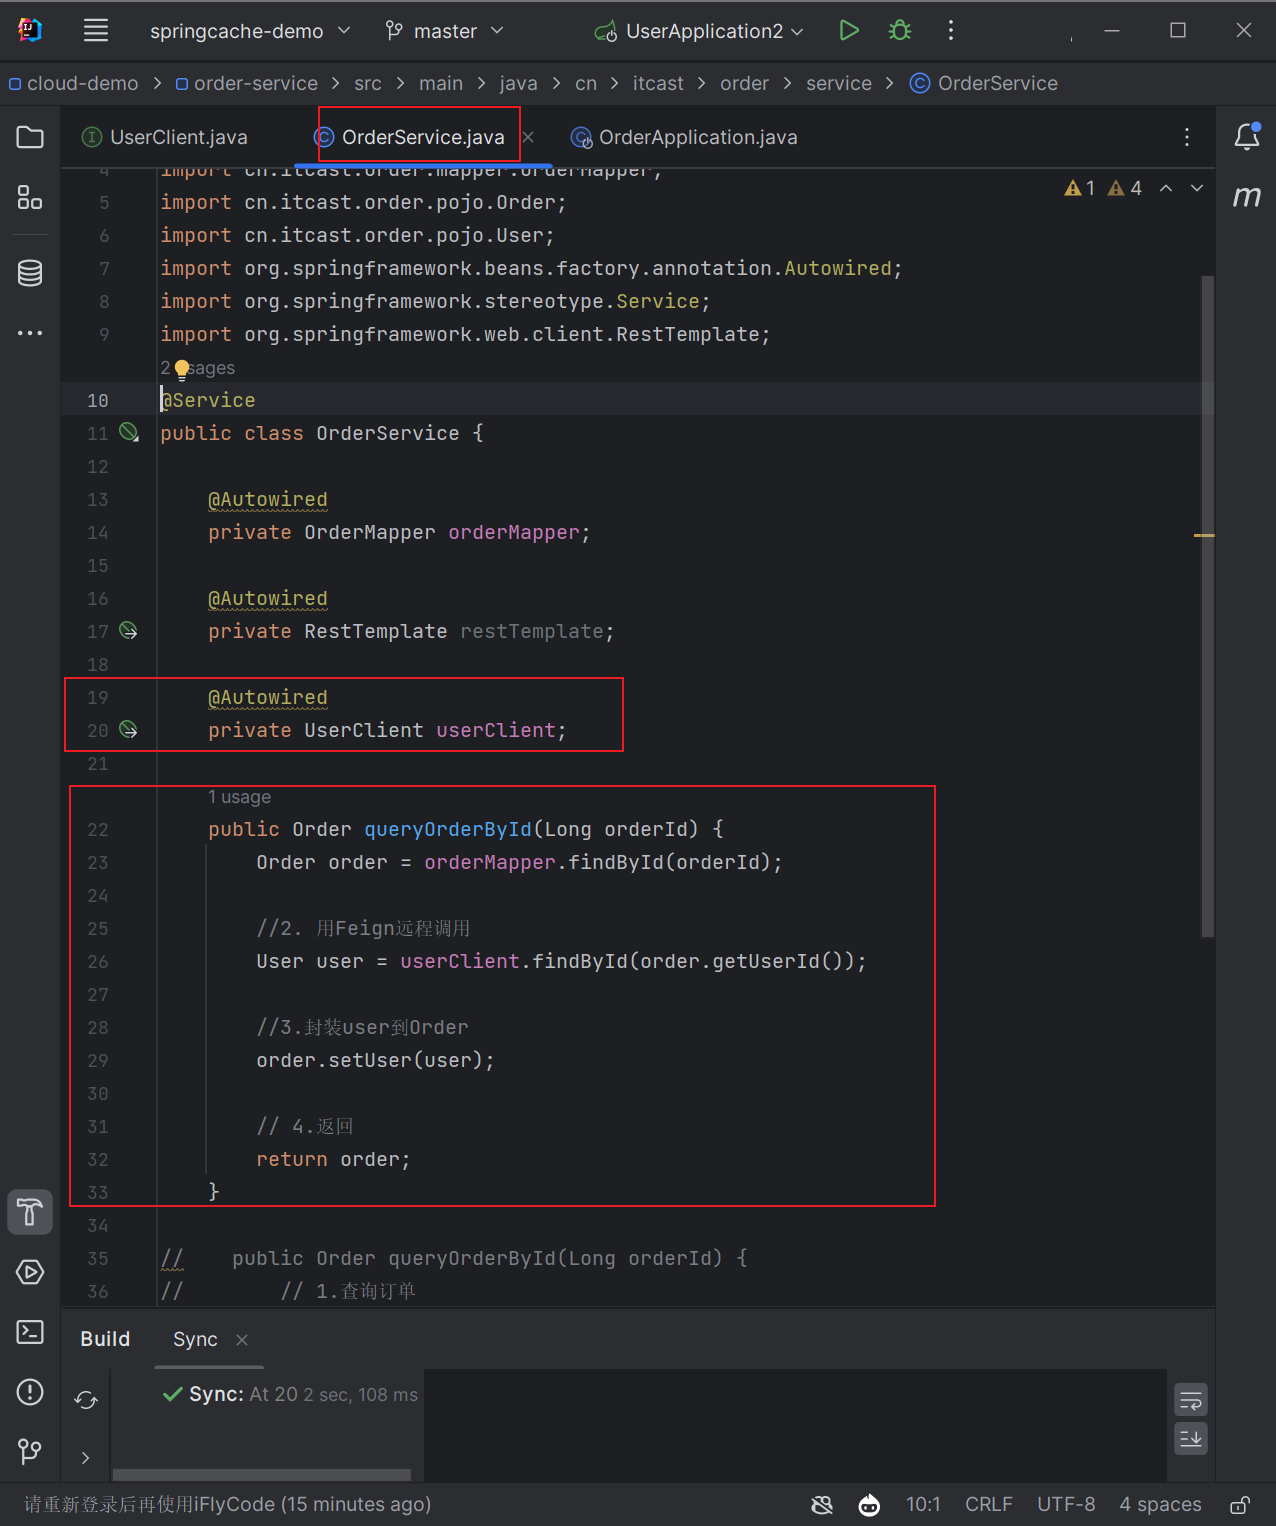 springcache-demo master UserApplication2
cloud-demo > order-service > src > main > java > cn > itcast > order > service > OrderService
UserClient.java OrderService.java OrderApplication.java
4 import cn.itcast.order.mapper.OrderMapper;
1 4
5 import cn.itcast.order.pojo.Order;
6 import cn.itcast.order.pojo.User;
7 import org.springframework.beans.factory.annotation.Autowired;
8 import org.springframework.stereotype.Service;
9 import org.springframework.web.client.RestTemplate;
2 usages
10 @Service
11 public class OrderService {
12
13 @Autowired
14 private OrderMapper orderMapper;
15
16 @Autowired
17 private RestTemplate restTemplate;
18
19 @Autowired
20 private UserClient userClient;
21
1 usage
22 public Order queryOrderById(Long orderId) {
23 Order order = orderMapper.findById(orderId);
24
25 //2. 用Feign远程调用
26 User user = userClient.findById(order.getUserId());
27
28 //3.封装user到Order
29 order.setUser(user);
30
31 // 4.返回
32 return order;
33 }
34
35 // public Order queryOrderById(Long orderId) {
36 // // 1.查询订单
Build Sync
Sync: At 20 2 sec, 108 ms
请重新登录后再使用iFlyCode (15 minutes ago) 10:1 CRLF UTF-8 4 spaces